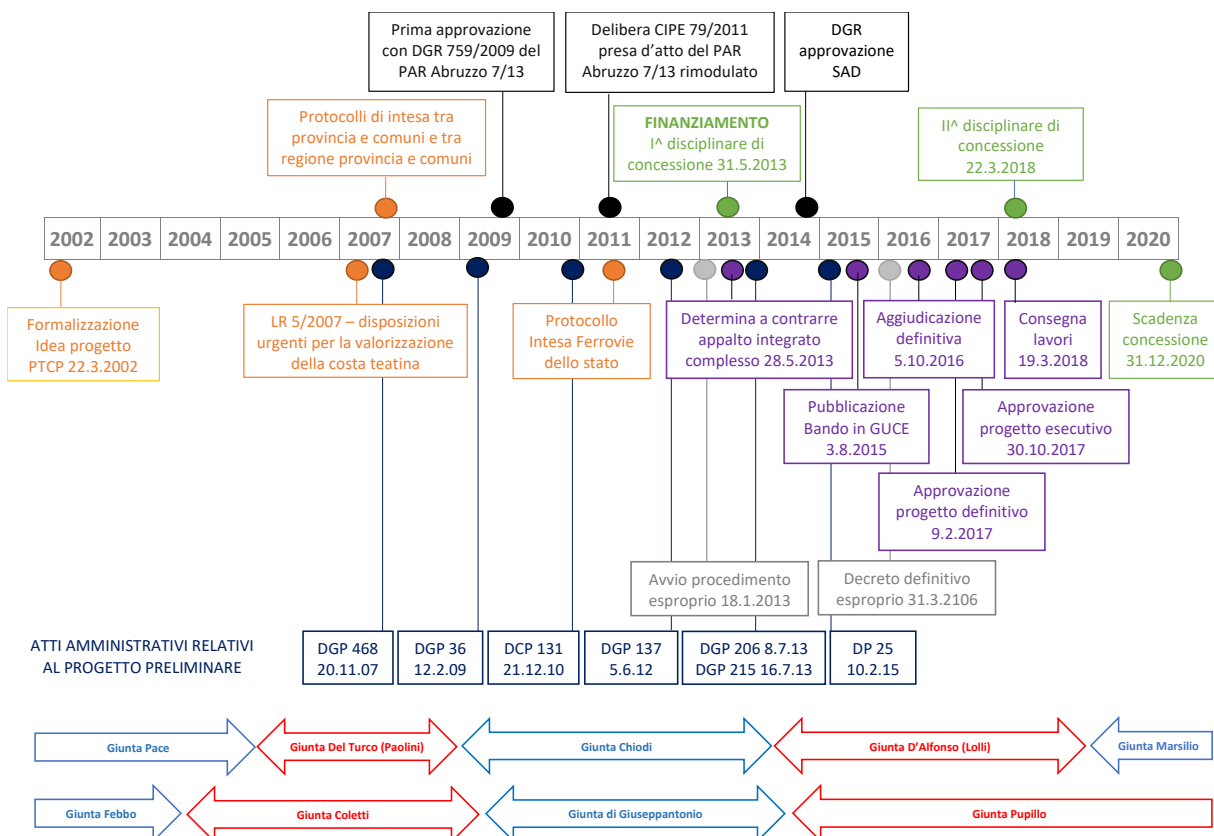 Prima approvazione
con DGR 759/2009 del
PAR Abruzzo 7/13
Delibera CIPE 79/2011
presa d'atto del PAR
Abruzzo 7/13 rimodulato
DGR
approvazione
SAD
Protocolli di intesa tra
provincia e comuni e tra
regione provincia e comuni
FINANZIAMENTO
I^ disciplinare di
concessione 31.5.2013
II^ disciplinare di
concessione
22.3.2018
2002 2003 2004 2005 2006 2007 2008 2009 2010 2011 2012 2013 2014 2015 2016 2017 2018 2019 2020
Formalizzazione
Idea progetto
PTCP 22.3.2002
LR 5/2007 – disposizioni
urgenti per la valorizzazione
della costa teatina
Protocollo
Intesa Ferrovie
dello stato
Determina a contrarre
appalto integrato
complesso 28.5.2013
Aggiudicazione
definitiva
5.10.2016
Consegna
lavori
19.3.2018
Scadenza
concessione
31.12.2020
Pubblicazione
Bando in GUCE
3.8.2015
Approvazione
progetto esecutivo
30.10.2017
Approvazione
progetto definitivo
9.2.2017
Avvio procedimento
esproprio 18.1.2013
Decreto definitivo
esproprio 31.3.2106
ATTI AMMINISTRATIVI RELATIVI
AL PROGETTO PRELIMINARE
DGP 468
20.11.07
DGP 36
12.2.09
DCP 131
21.12.10
DGP 137
5.6.12
DGP 206 8.7.13
DGP 215 16.7.13
DP 25
10.2.15
Giunta Pace
Giunta Del Turco (Paolini)
Giunta Chiodi
Giunta D'Alfonso (Lolli)
Giunta Marsilio
Giunta Febbo
Giunta Coletti
Giunta di Giuseppantonio
Giunta Pupillo